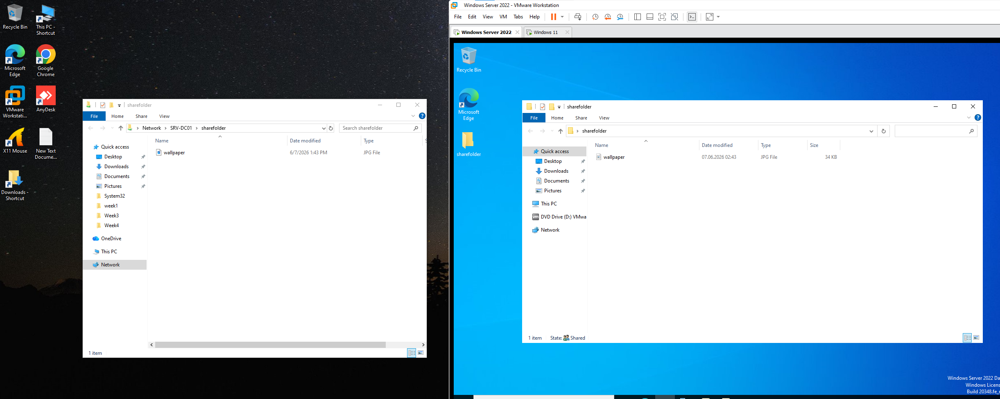 Recycle Bin
This PC -
Shortcut
Microsoft
Edge
Google
Chrome
VMware
Workstati...
AnyDesk
X11 Mouse
New Text
Docume...
Downloads -
Shortcut
sharefolder
File
Home
Share
View
Network
SRV-DC01
sharefolder
Search sharefolder
Quick access
Desktop
Downloads
Documents
Pictures
System32
week1
Week3
Week4
OneDrive
This PC
Network
Name
Date modified
Type
wallpaper
6/7/2026 1:43 PM
JPG File
1 item
Windows Server 2022 - VMware Workstation
File
Edit
View
VM
Tabs
Help
Windows Server 2022
Windows 11
Recycle Bin
Microsoft
Edge
sharefolder
sharefolder
File
Home
Share
View
sharefolder
Quick access
Desktop
Downloads
Documents
Pictures
This PC
vm
DVD Drive (D:) VMwa
Network
Name
Date modified
Type
Size
wallpaper
07.06.2026 02:43
JPG File
34 KB
1 item
State:
Shared
Windows Server 2022 Da
Windows Licens
Build 20348.fe_r